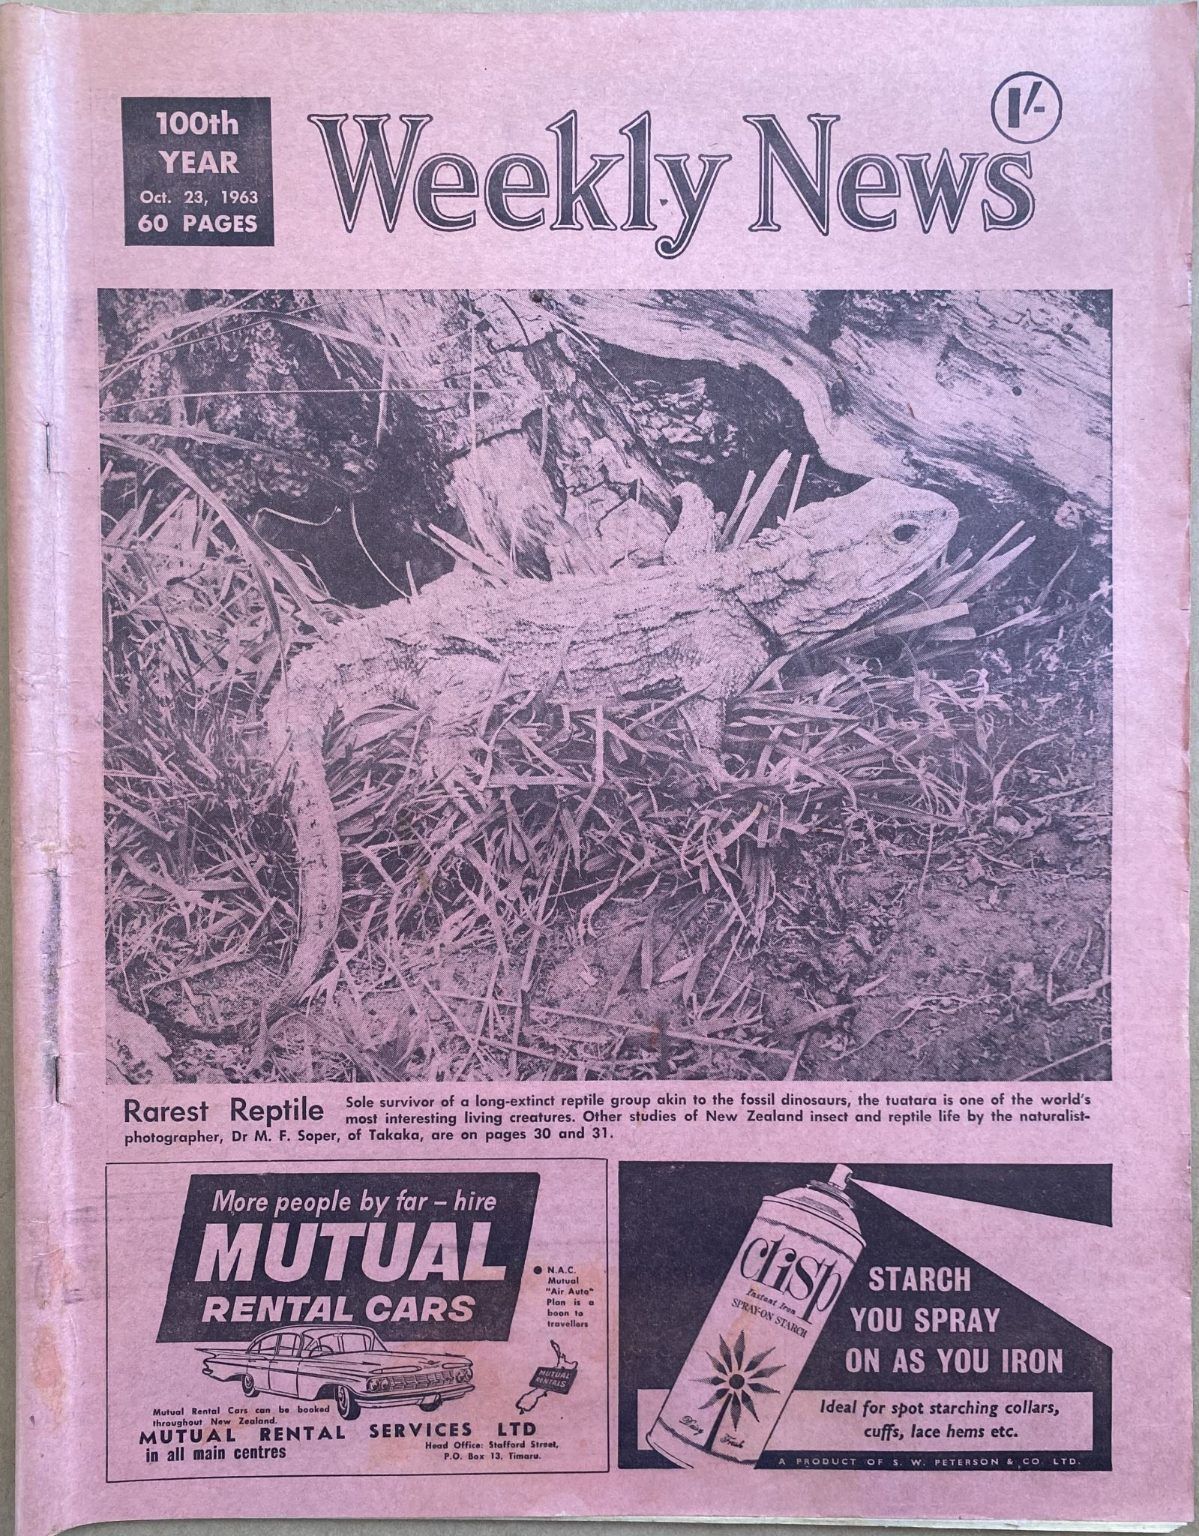 100th
YEAR
Oct. 23, 1963
60 PAGES
Weekly News
1/-
Rarest Reptile Sole survivor of a long-extinct reptile group akin to the fossil dinosaurs, the tuatara is one of the world's
most interesting living creatures. Other studies of New Zealand insect and reptile life by the naturalist-
photographer, Dr M. F. Soper, of Takaka, are on pages 30 and 31.
More people by far – hire
MUTUAL
RENTAL CARS
● N.A.C.
Mutual
"Air Auto"
Plan is a
boon to
travellers
MUTUAL
RENTALS
Mutual Rental Cars can be booked
throughout New Zealand.
MUTUAL RENTAL SERVICES LTD
in all main centres
Head Office: Stafford Street,
P.O. Box 13, Timaru.
crisp
Instant Iron
SPRAY-ON STARCH
Daisy Fresh
STARCH
YOU SPRAY
ON AS YOU IRON
Ideal for spot starching collars,
cuffs, lace hems etc.
A PRODUCT OF S. W. PETERSON & CO. LTD.